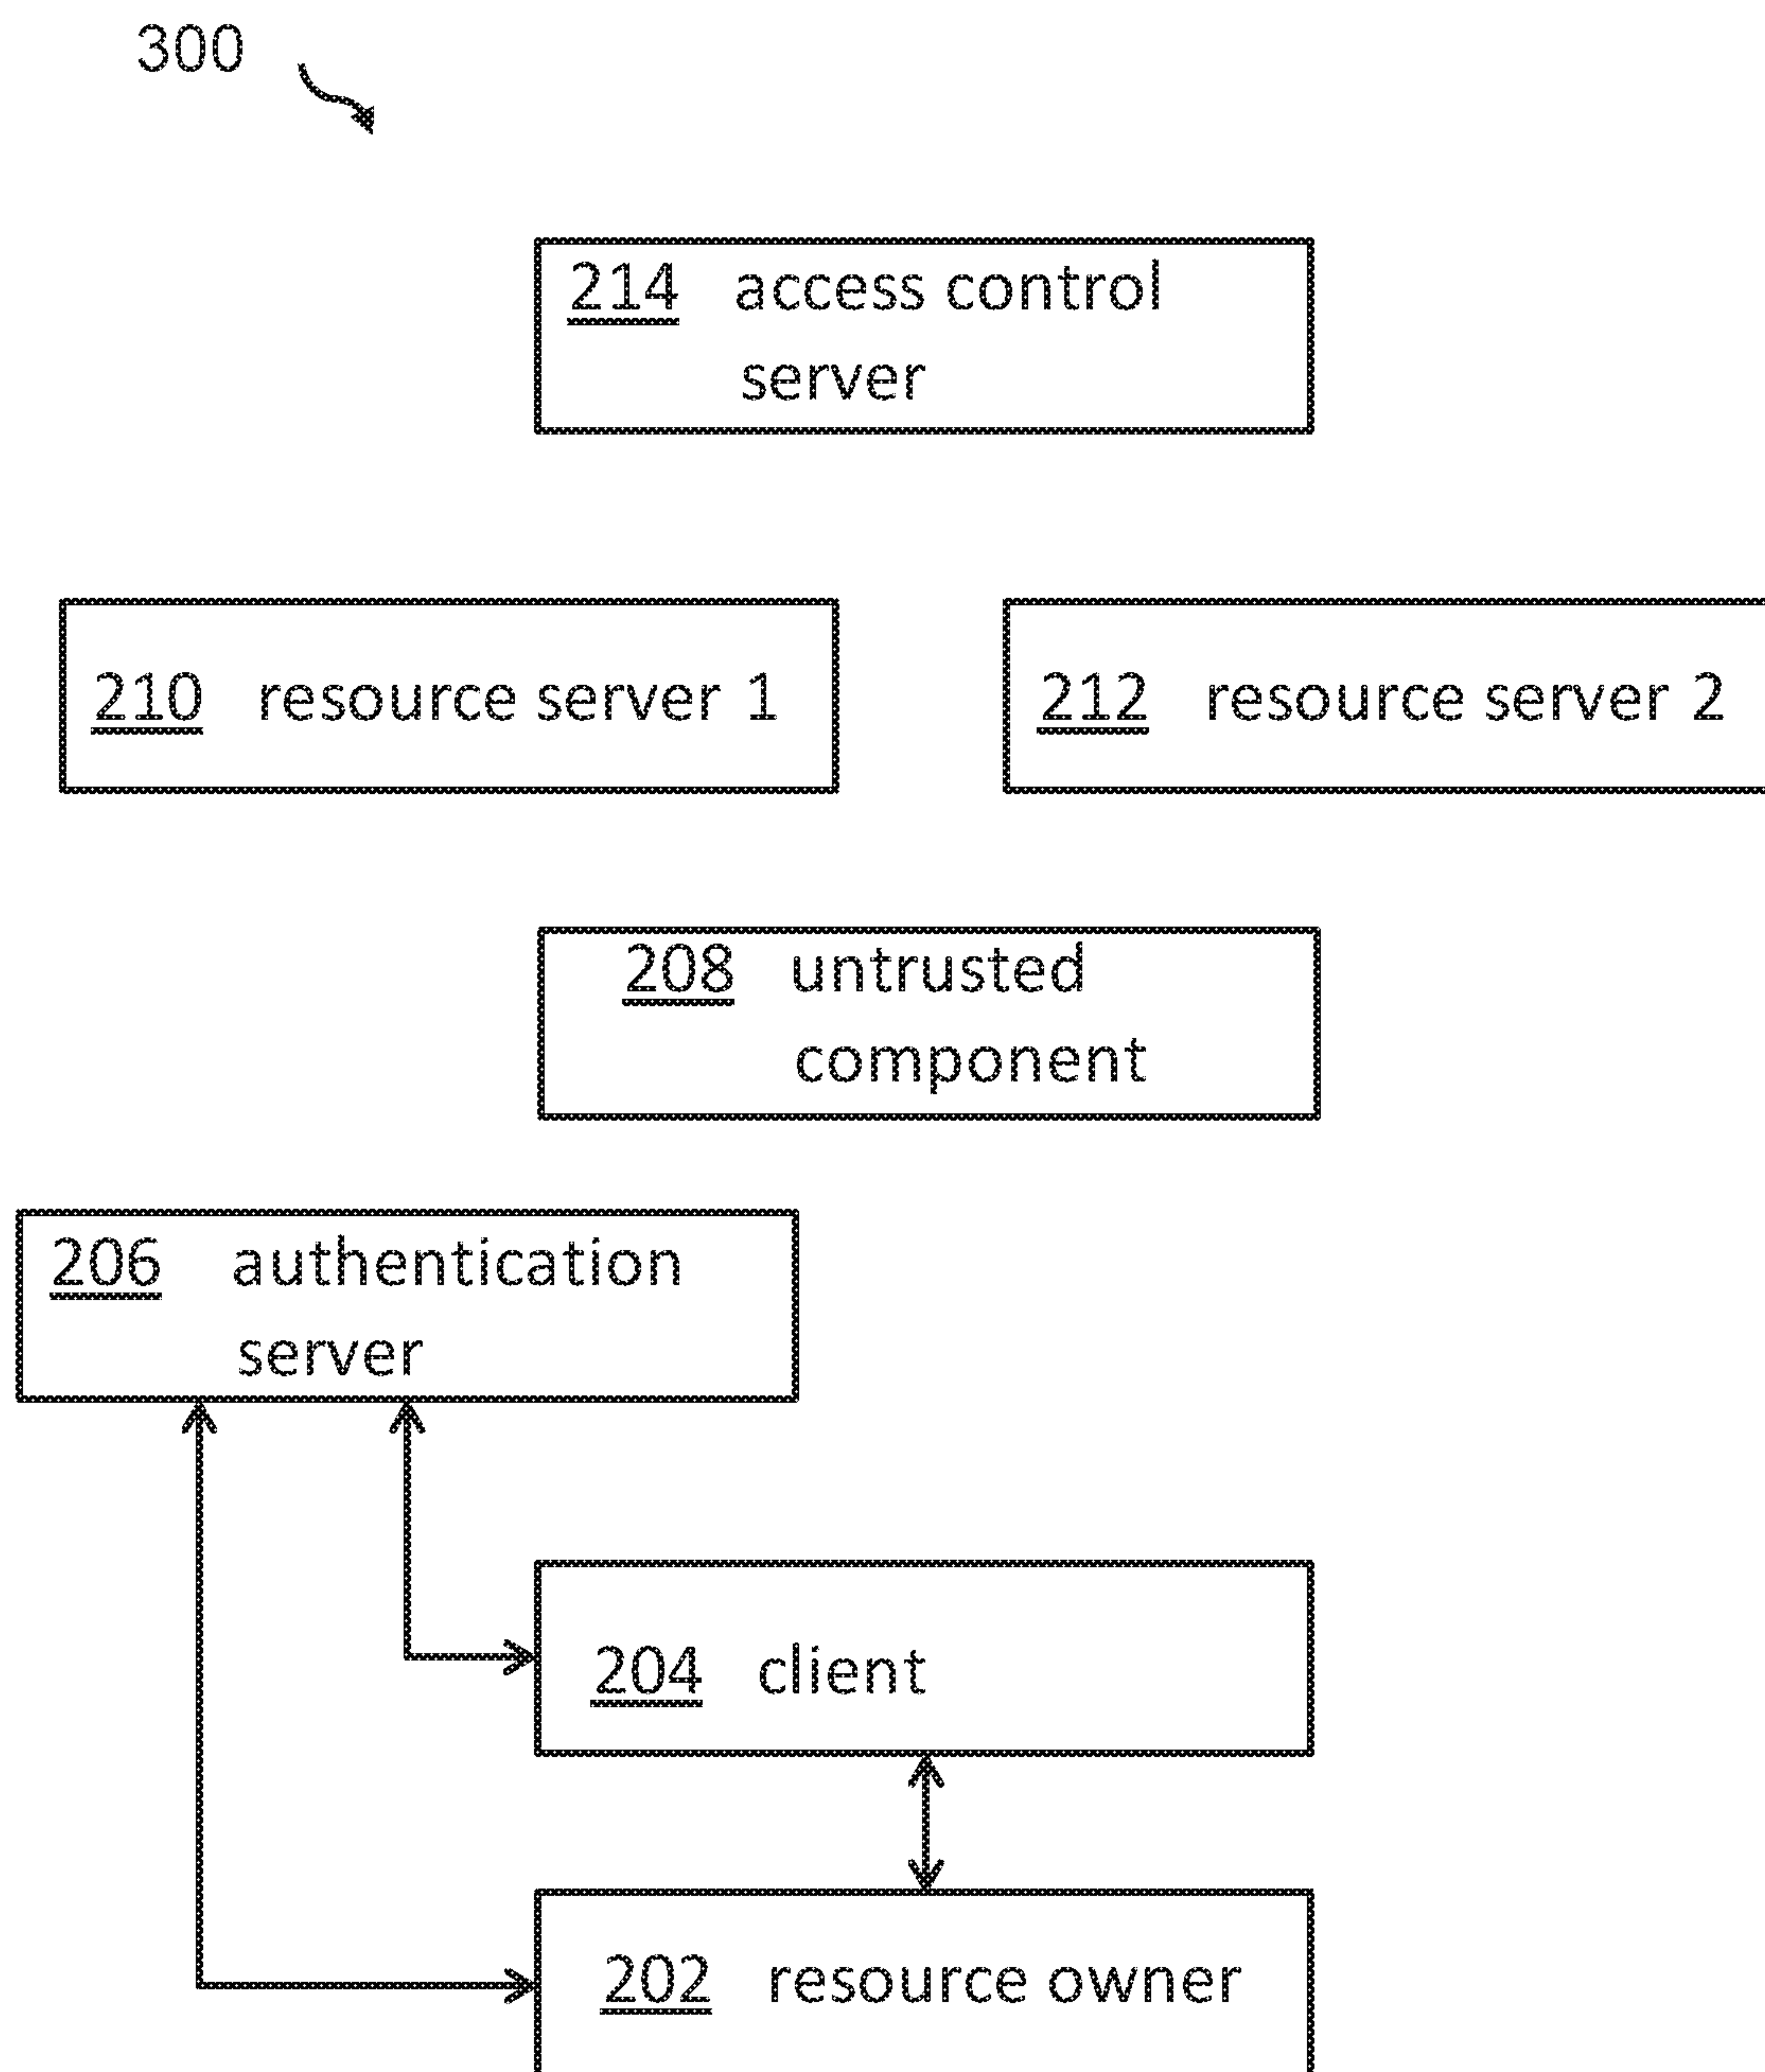 300
214 access control
server
210 resource server 1
212 resource server 2
208 untrusted
component
206 authentication
server
204 client
202 resource owner